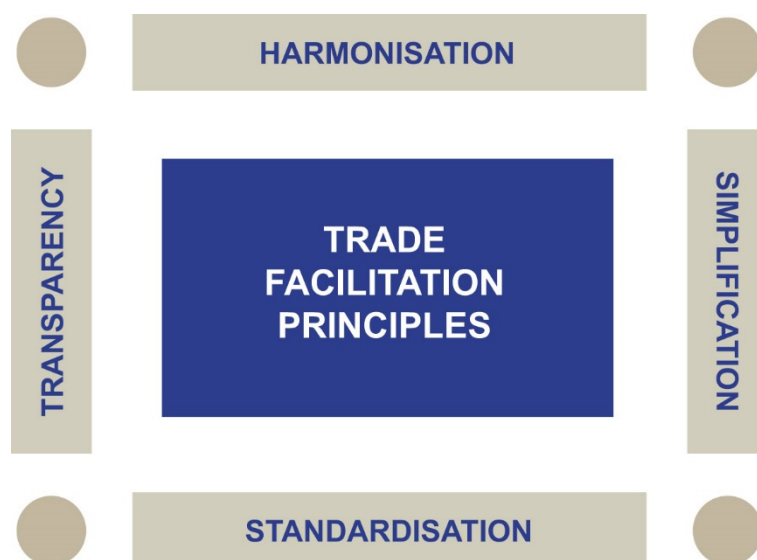 HARMONISATION
TRANSPARENCY
TRADE
FACILITATION
PRINCIPLES
SIMPLIFICATION
STANDARDISATION